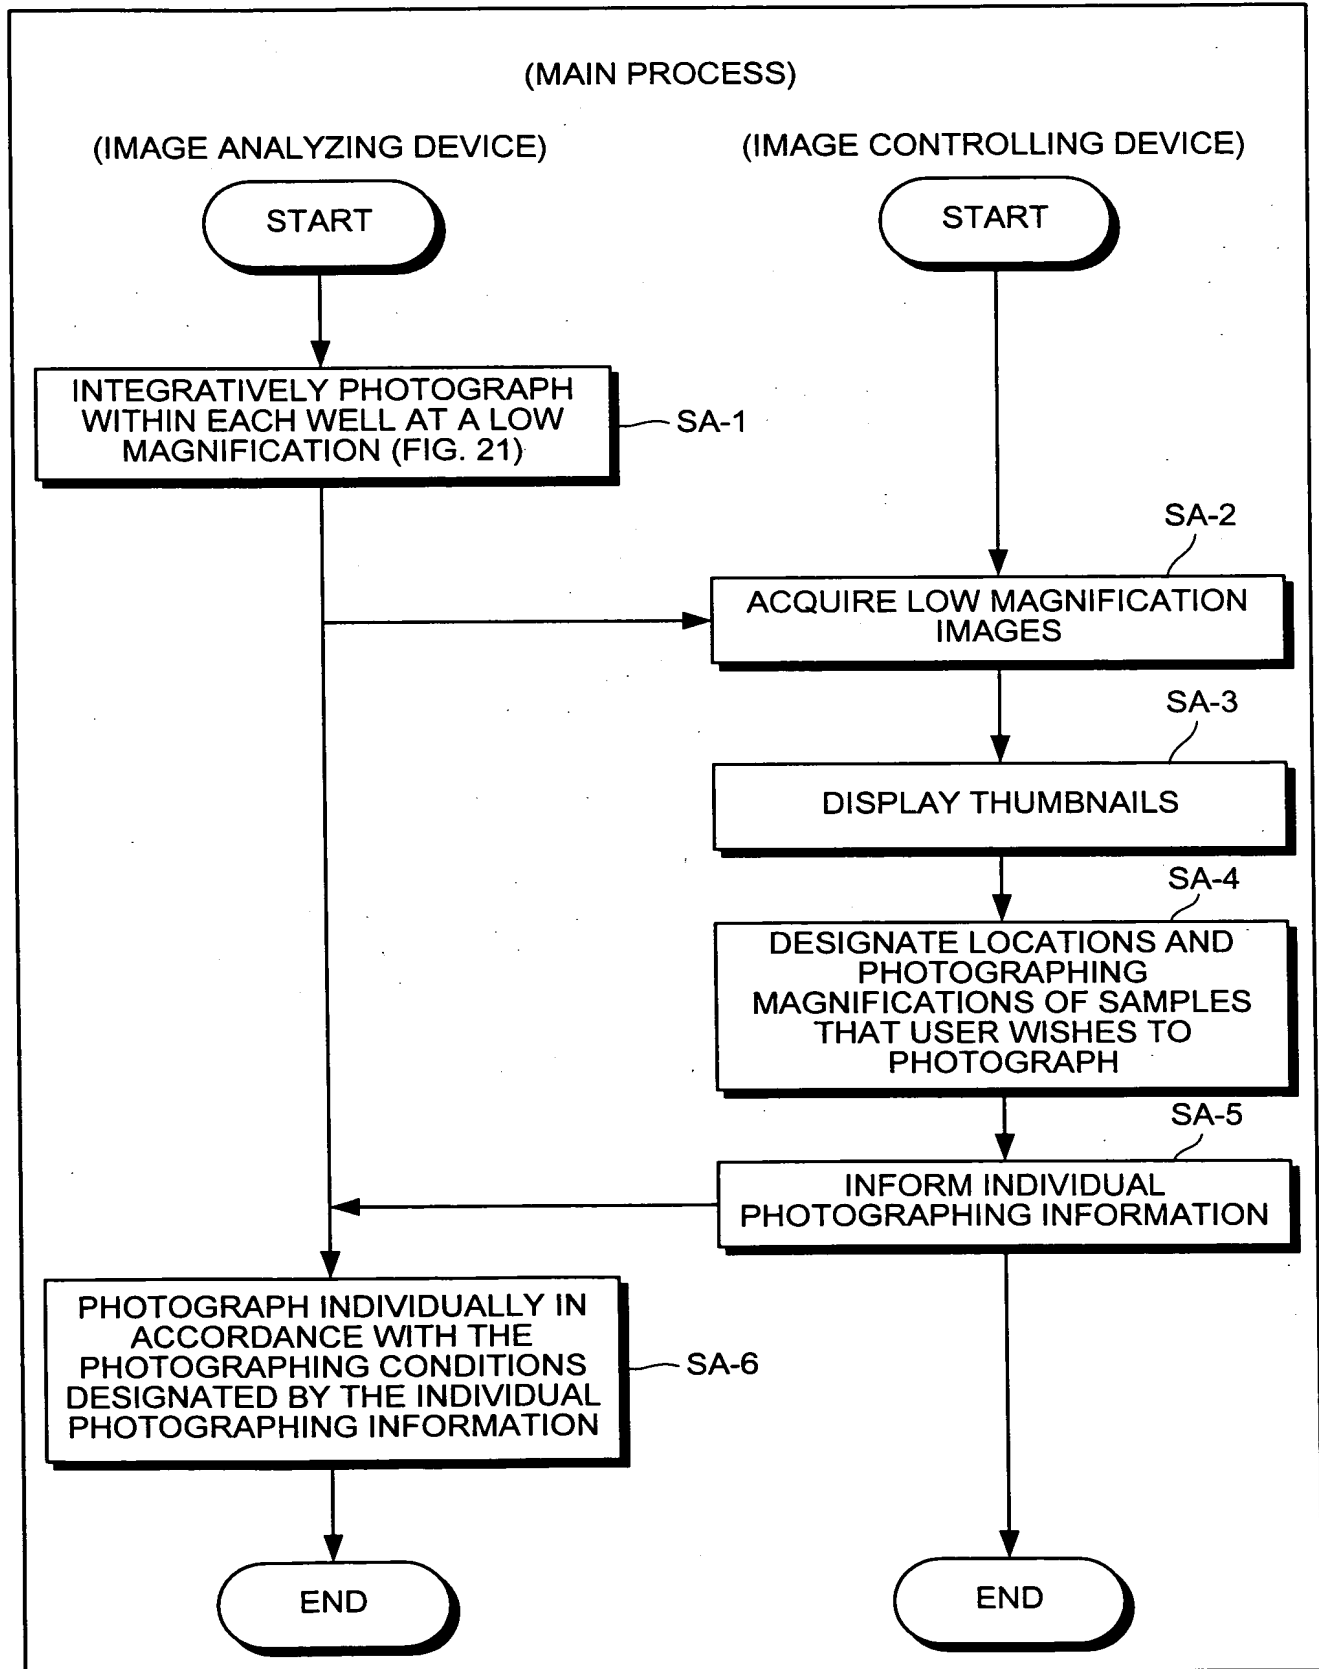 (MAIN PROCESS)
(IMAGE ANALYZING DEVICE)
(IMAGE CONTROLLING DEVICE)
START
START
INTEGRATIVELY PHOTOGRAPH
WITHIN EACH WELL AT A LOW
MAGNIFICATION (FIG. 21)
SA-1
SA-2
ACQUIRE LOW MAGNIFICATION
IMAGES
SA-3
DISPLAY THUMBNAILS
SA-4
DESIGNATE LOCATIONS AND
PHOTOGRAPHING
MAGNIFICATIONS OF SAMPLES
THAT USER WISHES TO
PHOTOGRAPH
SA-5
INFORM INDIVIDUAL
PHOTOGRAPHING INFORMATION
PHOTOGRAPH INDIVIDUALLY IN
ACCORDANCE WITH THE
PHOTOGRAPHING CONDITIONS
DESIGNATED BY THE INDIVIDUAL
PHOTOGRAPHING INFORMATION
SA-6
END
END